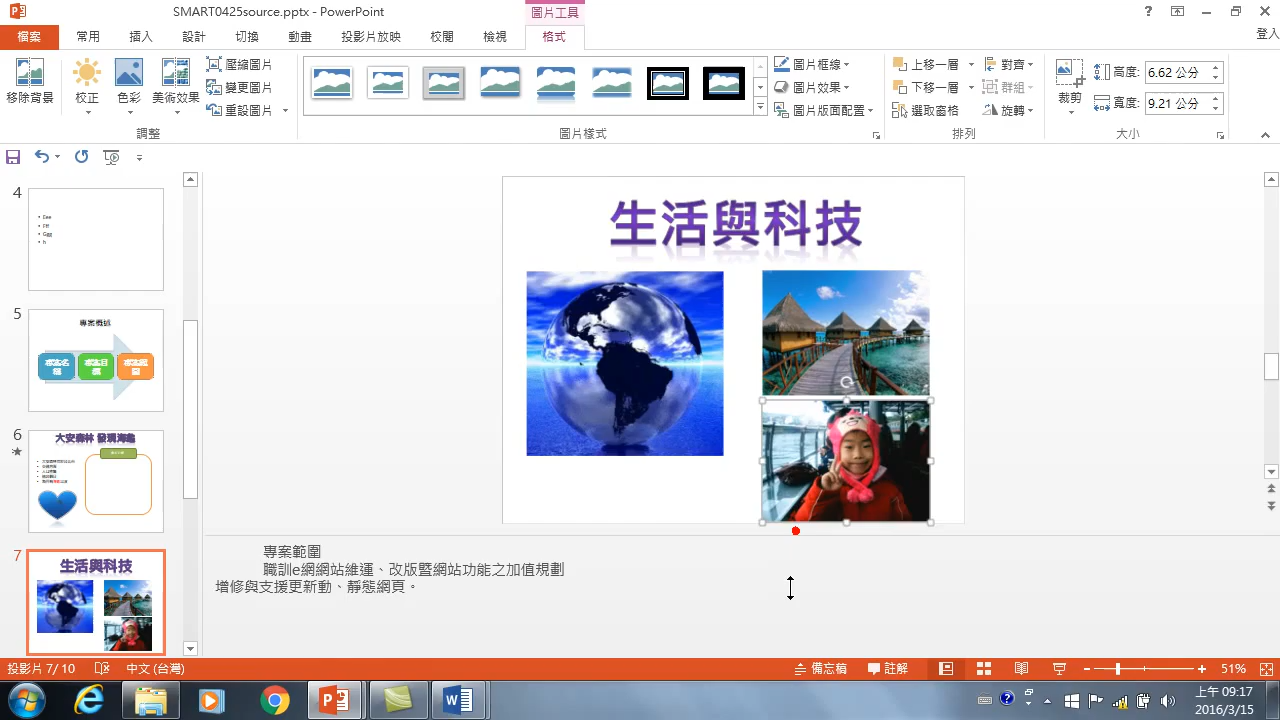 SMART0425source.pptx - PowerPoint
圖片工具
?
檔案 常用 插入 設計 切換 動畫 投影片放映 校閱 檢視 格式 登入
移除背景 校正 色彩 美術效果 壓縮圖片 變更圖片 重設圖片
圖片框線 圖片效果 圖片版面配置
上移一層 下移一層 選取窗格 對齊 群組 旋轉
裁剪 高度: 6.62 公分
寬度: 9.21 公分
調整 圖片樣式 排列 大小
4
• Eee
• Fff
• Ggg
• h
5
專案概述
6
大安森林 發現海龜
7
生活與科技
生活與科技
專案範圍
職訓e網網站維運、改版暨網站功能之加值規劃
增修與支援更新動、靜態網頁。
投影片 7/ 10 中文 (台灣) 備忘稿 註解 51%
上午 09:17
2016/3/15